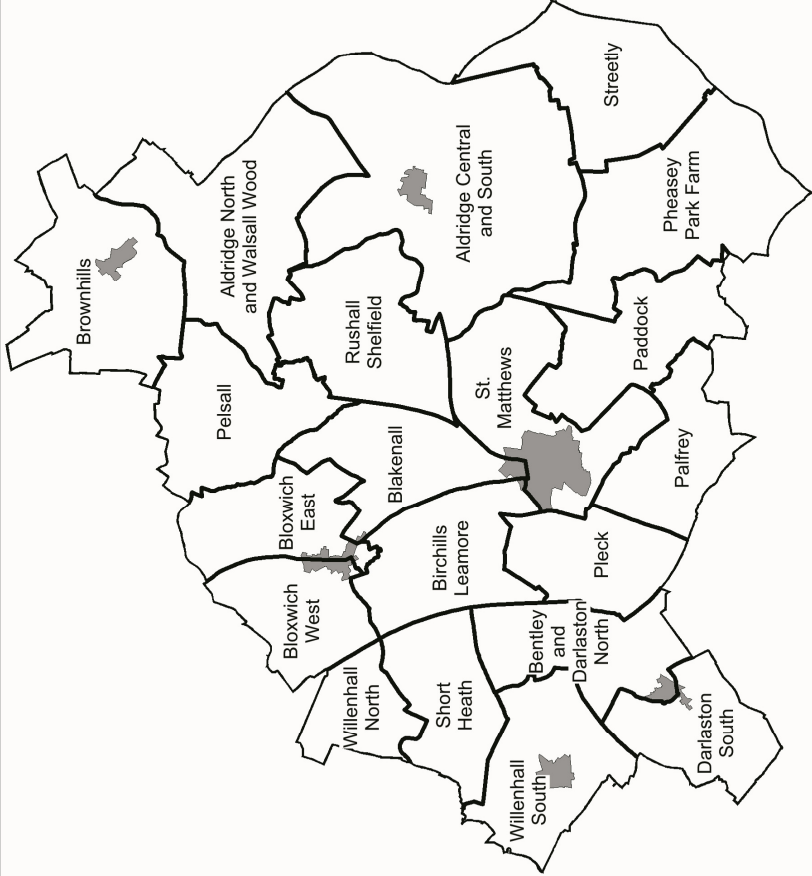 Brownhills
Aldridge North
and Walsall Wood
Streetly
Pelsall
Aldridge Central
and South
Pheasey
Park Farm
Rushall
Shelfield
Paddock
St.
Matthews
Bloxwich
East
Blakenall
Palfrey
Bloxwich
West
Birchills
Leamore
Pleck
Willenhall
North
Short
Heath
Bentley
and
Darlaston
North
Willenhall
South
Darlaston
South